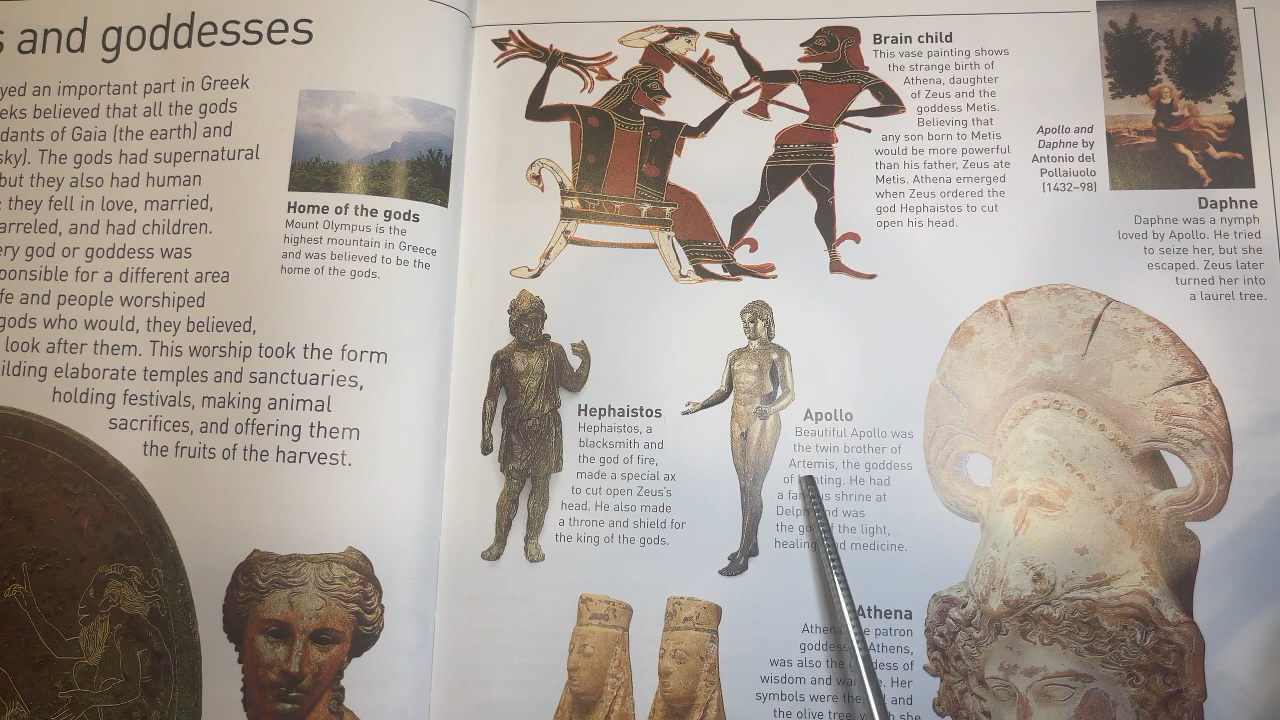 and goddesses
yed an important part in Greek
eeks believed that all the gods
dants of Gaia (the earth) and
sky). The gods had supernatural
but they also had human
: they fell in love, married,
arreled, and had children.
ery god or goddess was
ponsible for a different area
fe and people worshiped
gods who would, they believed,
look after them. This worship took the form
ilding elaborate temples and sanctuaries,
holding festivals, making animal
sacrifices, and offering them
the fruits of the harvest.
Home of the gods
Mount Olympus is the
highest mountain in Greece
and was believed to be the
home of the gods.
Brain child
This vase painting shows
the strange birth of
Athena, daughter
of Zeus and the
goddess Metis.
Believing that
any son born to Metis
would be more powerful
than his father, Zeus ate
Metis. Athena emerged
when Zeus ordered the
god Hephaistos to cut
open his head.
Apollo and
Daphne by
Antonio del
Pollaiuolo
(1432–98)
Daphne
Daphne was a nymph
loved by Apollo. He tried
to seize her, but she
escaped. Zeus later
turned her into
a laurel tree.
Hephaistos
Hephaistos, a
blacksmith and
the god of fire,
made a special ax
to cut open Zeus's
head. He also made
a throne and shield for
the king of the gods.
Apollo
Beautiful Apollo was
the twin brother of
Artemis, the goddess
of . He had
a shrine at
and was
the of the light,
healing and medicine.
Athena
Athena patron
Athens,
was also the of
wisdom and . Her
symbols were the and
the olive tree, she